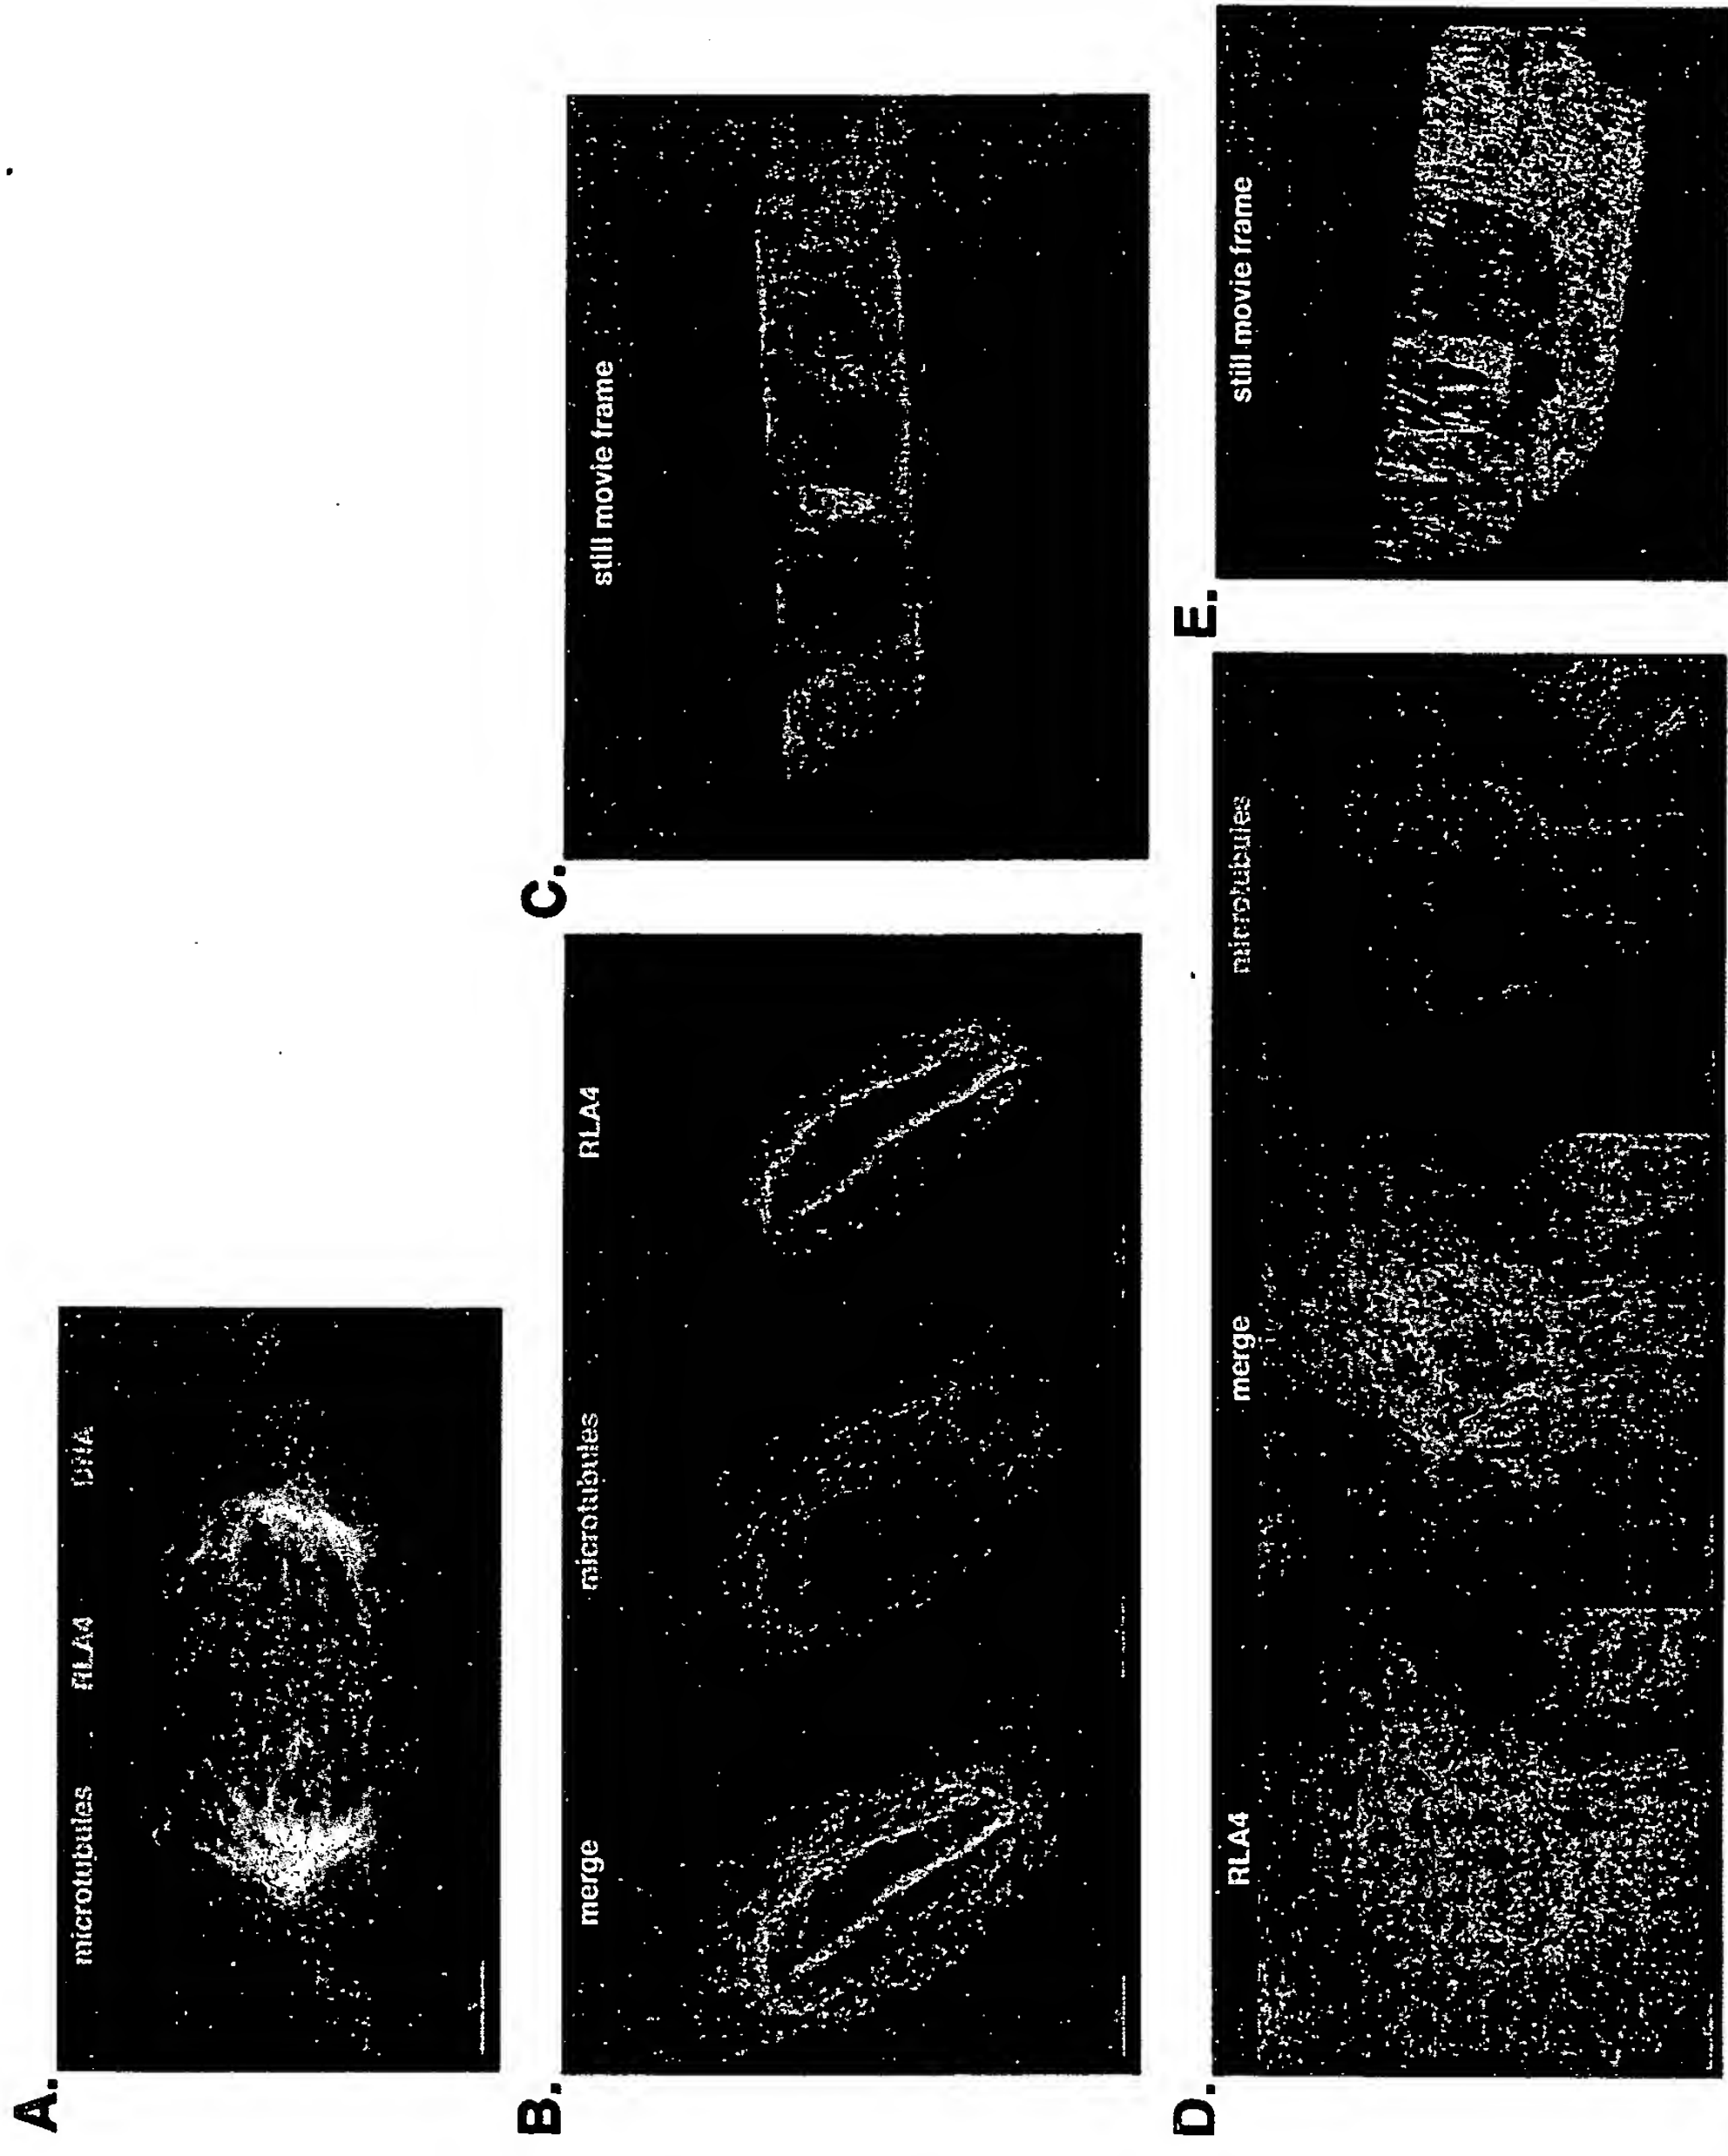 A.
microtubules RLA4 DNA
B.
merge microtubules RLA4
C.
still movie frame
D.
RLA4 merge microtubules
E.
still movie frame